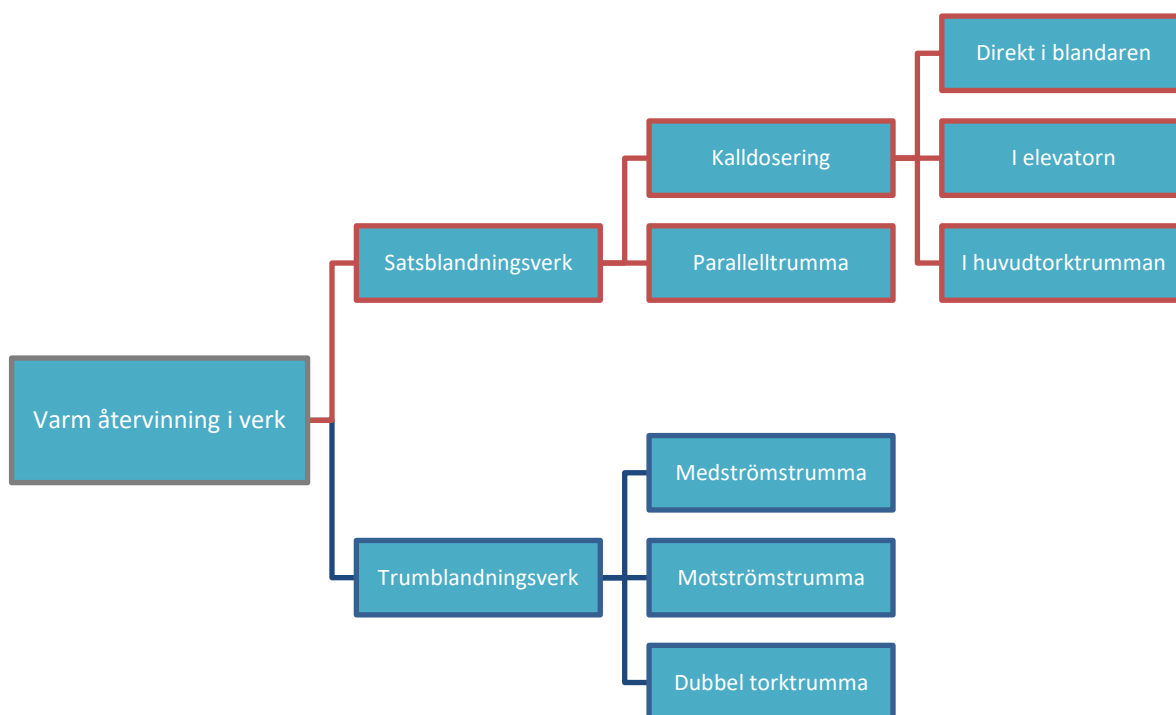 Varm återvinning i verk
Satsblandningsverk
Kalldosering
Direkt i blandaren
I elevatorn
I huvudtorktrumman
Parallelltrumma
Trumblandningsverk
Medströmstrumma
Motströmstrumma
Dubbel torktrumma